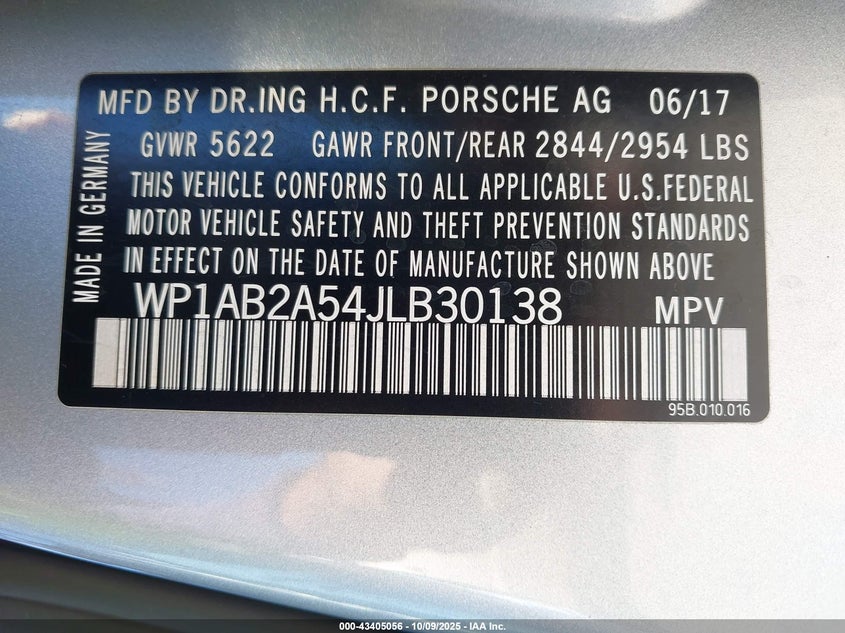 MFD BY DR.ING H.C.F. PORSCHE AG 06/17
GVWR 5622 GAWR FRONT/REAR 2844/2954 LBS
THIS VEHICLE CONFORMS TO ALL APPLICABLE U.S.FEDERAL
MOTOR VEHICLE SAFETY AND THEFT PREVENTION STANDARDS
IN EFFECT ON THE DATE OF MANUFACTURE SHOWN ABOVE
WP1AB2A54JLB30138 MPV
95B.010.016
MADE IN GERMANY
000-43405056 - 10/09/2025 - IAA Inc.